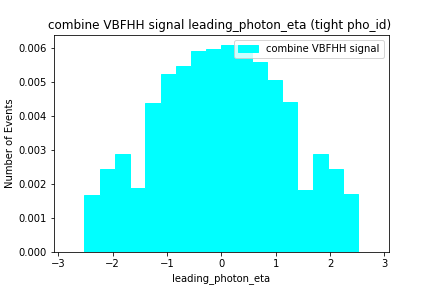 combine VBFHH signal leading_photon_eta (tight pho_id)
combine VBFHH signal
Number of Events
0.006
0.005
0.004
0.003
0.002
0.001
0.000
−3 −2 −1 0 1 2 3
leading_photon_eta